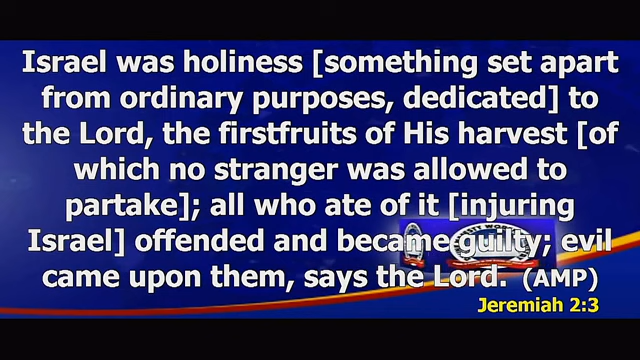 Israel was holiness [something set apart
from ordinary purposes, dedicated] to
the Lord, the firstfruits of His harvest [of
which no stranger was allowed to
partake]; all who ate of it [injuring
Israel] offended and became guilty; evil
came upon them, says the Lord. (AMP)
Jeremiah 2:3